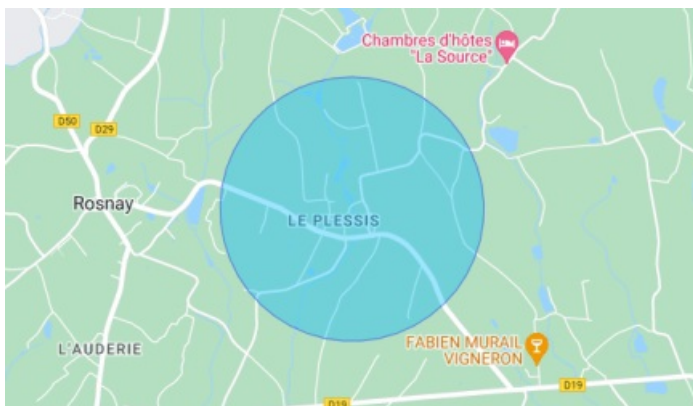 Chambres d'hôtes
"La Source"
D50
D29
Rosnay
LE PLESSIS
L'AUDERIE
FABIEN MURAIL
VIGNERON
D19
D19